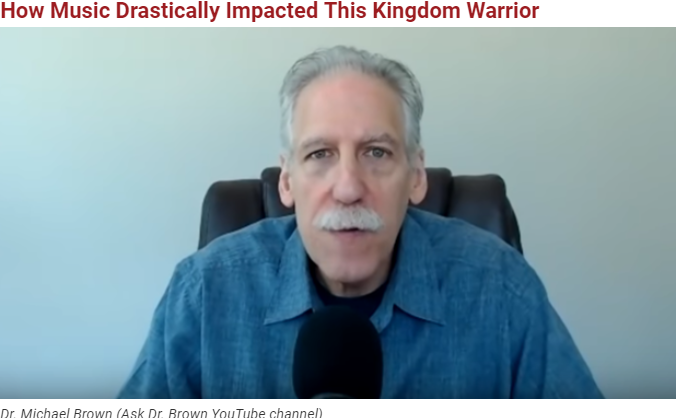 How Music Drastically Impacted This Kingdom Warrior
Dr. Michael Brown (Ask Dr. Brown YouTube channel)